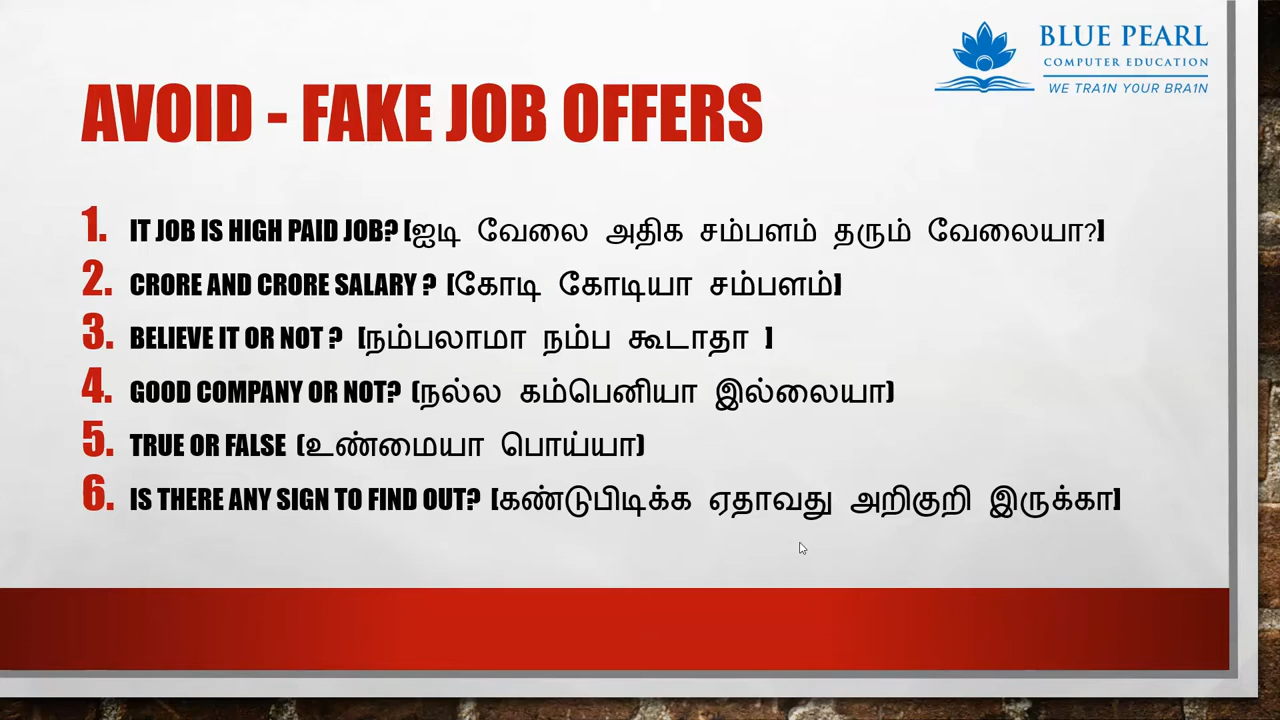 BLUE PEARL
COMPUTER EDUCATION
WE TRA1N YOUR BRA1N
AVOID - FAKE JOB OFFERS
1. IT JOB IS HIGH PAID JOB? [ஐடி வேலை அதிக சம்பளம் தரும் வேலையா?]
2. CRORE AND CRORE SALARY ? [கோடி கோடியா சம்பளம்]
3. BELIEVE IT OR NOT ? [நம்பலாமா நம்ப கூடாதா ]
4. GOOD COMPANY OR NOT? (நல்ல கம்பெனியா இல்லையா)
5. TRUE OR FALSE (உண்மையா பொய்யா)
6. IS THERE ANY SIGN TO FIND OUT? [கண்டுபிடிக்க ஏதாவது அறிகுறி இருக்கா]